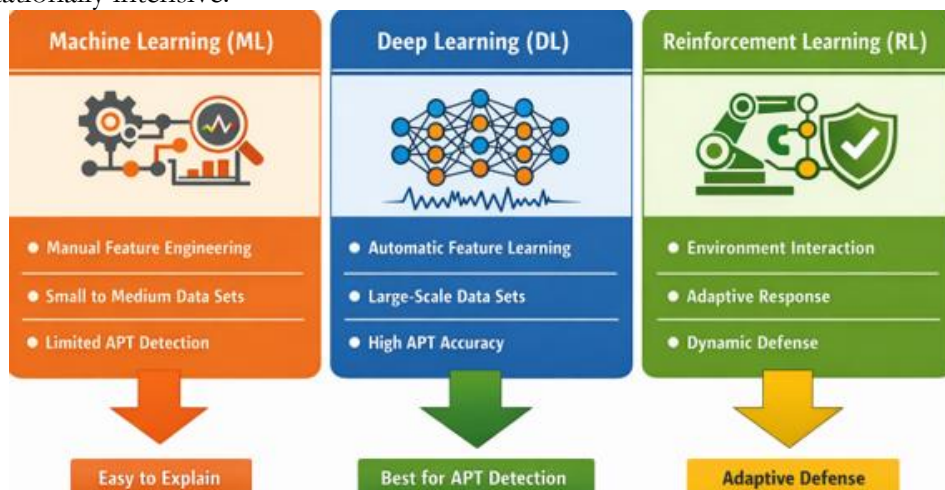 Machine Learning (ML)
● Manual Feature Engineering
● Small to Medium Data Sets
● Limited APT Detection
Easy to Explain
Deep Learning (DL)
● Automatic Feature Learning
● Large-Scale Data Sets
● High APT Accuracy
Best for APT Detection
Reinforcement Learning (RL)
● Environment Interaction
● Adaptive Response
● Dynamic Defense
Adaptive Defense